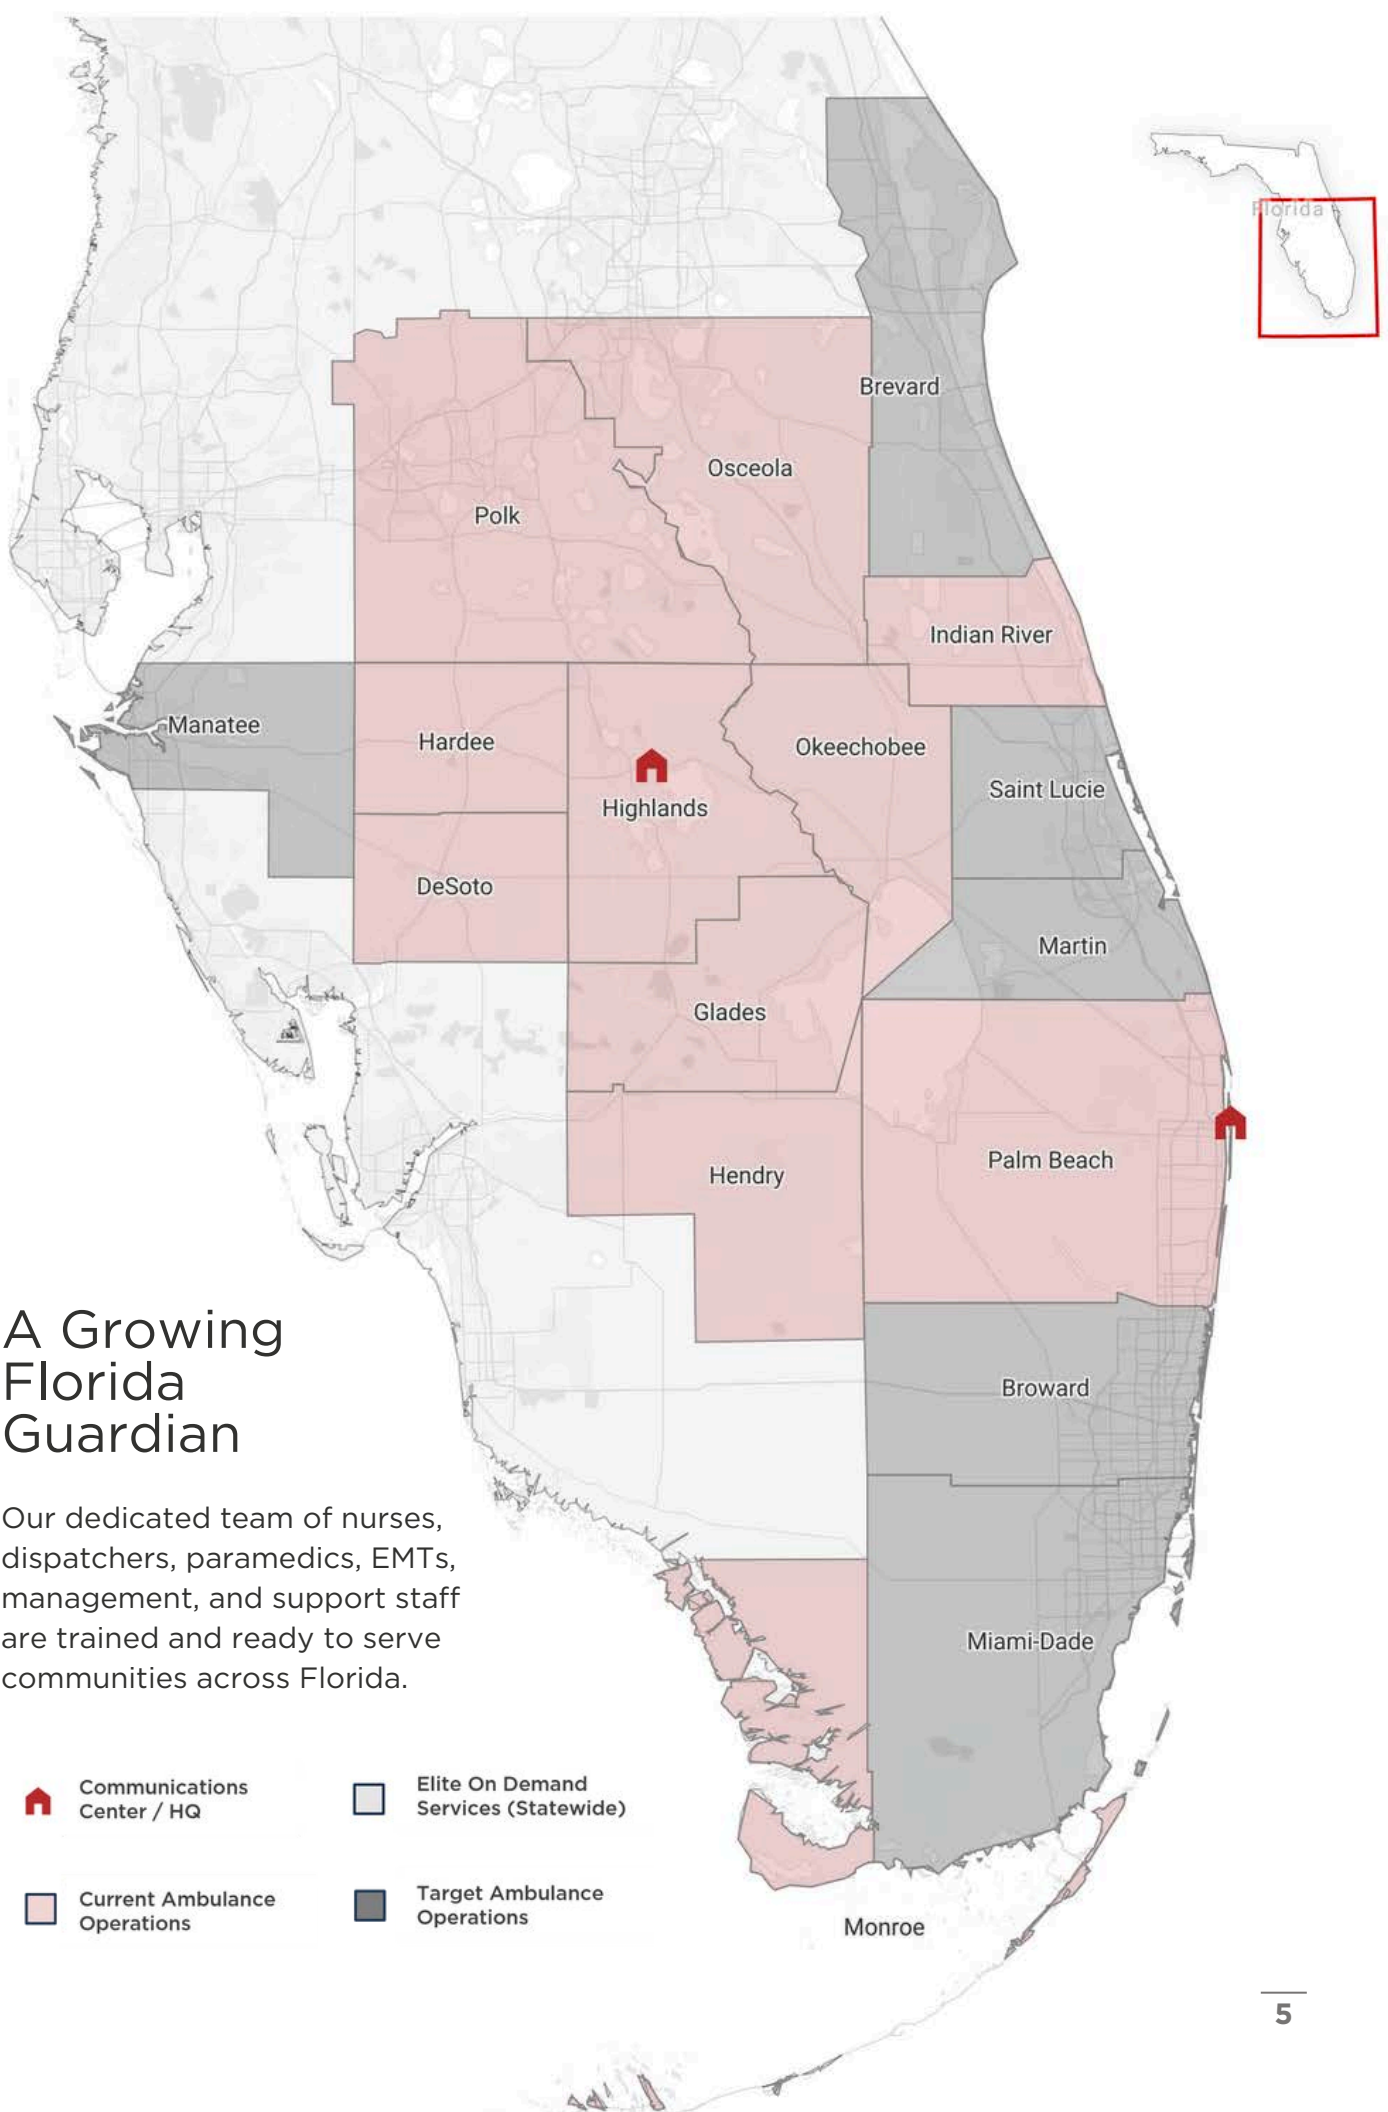 Florida
Brevard
Osceola
Polk
Indian River
Manatee
Hardee
Okeechobee
Saint Lucie
Highlands
DeSoto
Martin
Glades
Palm Beach
Hendry
Broward
Miami-Dade
Monroe
A Growing
Florida
Guardian
Our dedicated team of nurses,
dispatchers, paramedics, EMTs,
management, and support staff
are trained and ready to serve
communities across Florida.
Communications
Center / HQ
Elite On Demand
Services (Statewide)
Current Ambulance
Operations
Target Ambulance
Operations
5